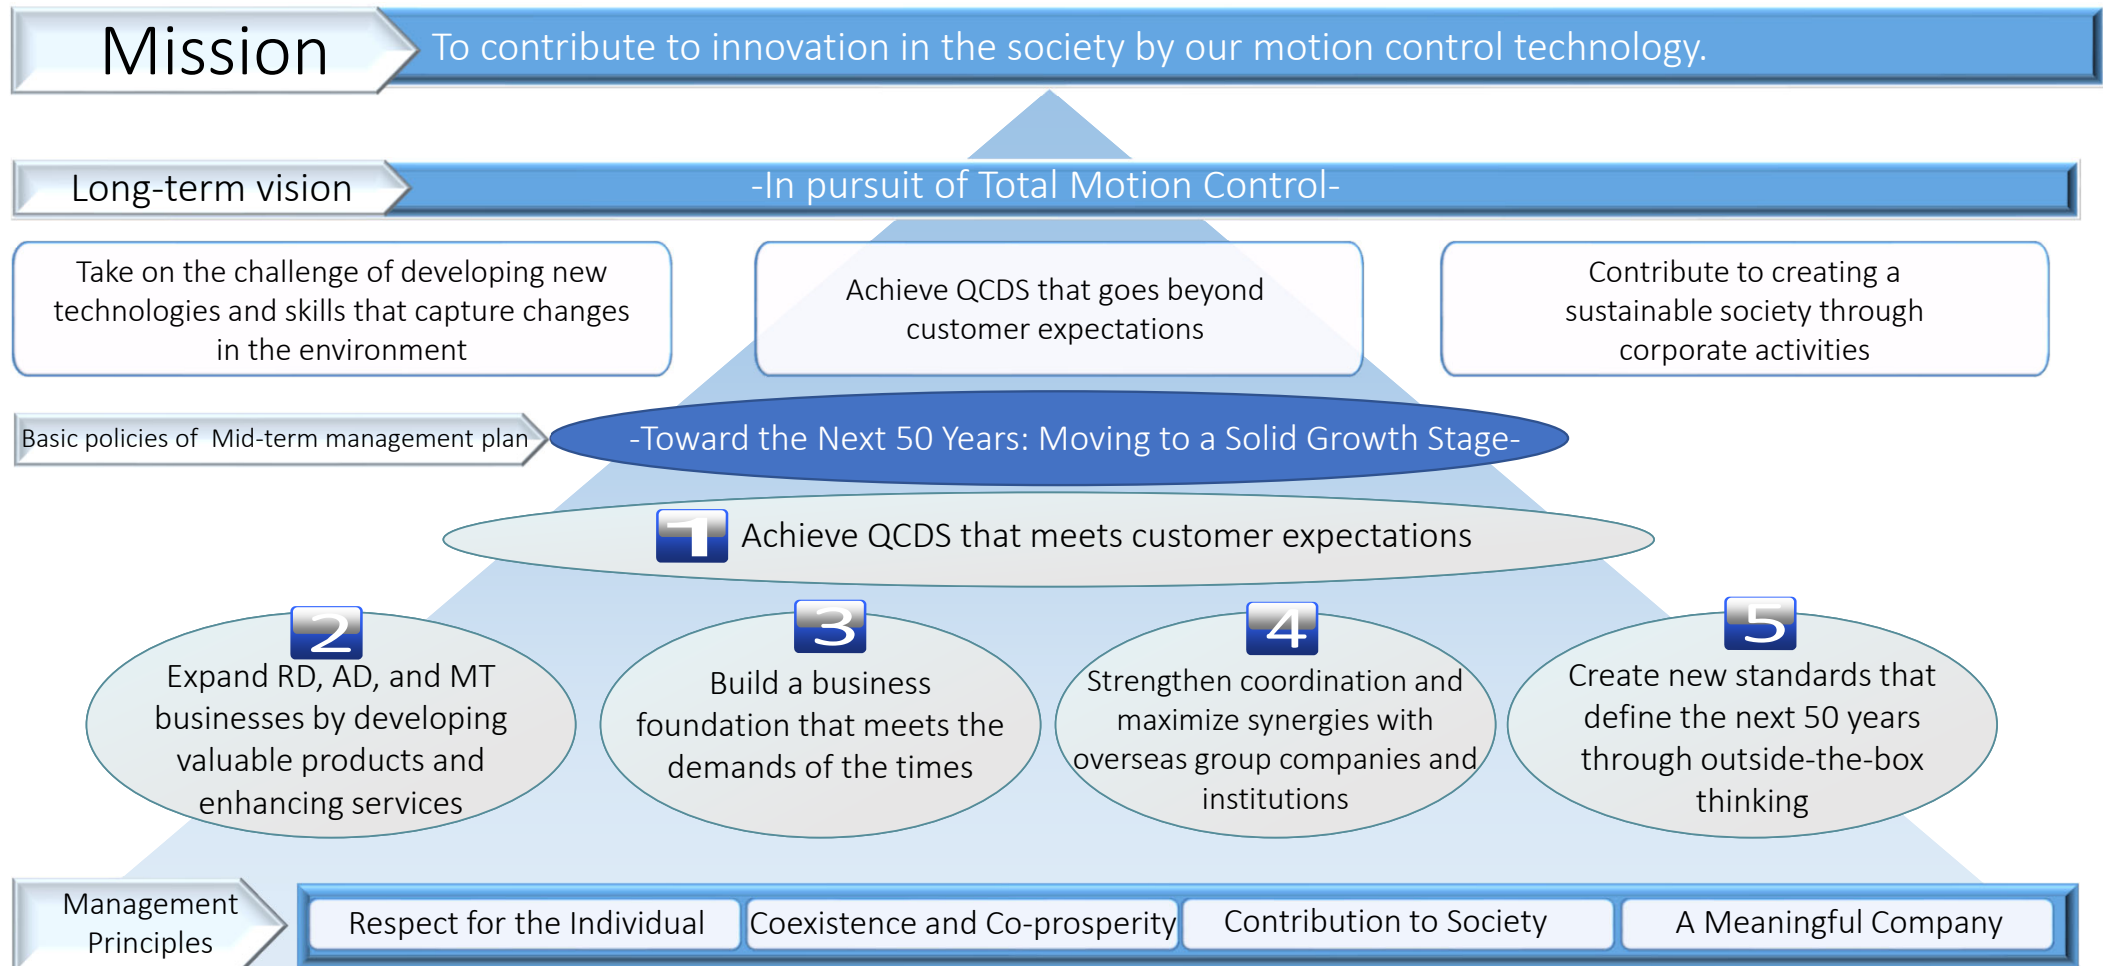 Mission
To contribute to innovation in the society by our motion control technology.
Long-term vision
-In pursuit of Total Motion Control-
Take on the challenge of developing new
technologies and skills that capture changes
in the environment
Achieve QCDS that goes beyond
customer expectations
Contribute to creating a
sustainable society through
corporate activities
Basic policies of Mid-term management plan
-Toward the Next 50 Years: Moving to a Solid Growth Stage-
1 Achieve QCDS that meets customer expectations
2
Expand RD, AD, and MT
businesses by developing
valuable products and
enhancing services
3
Build a business
foundation that meets the
demands of the times
4
Strengthen coordination and
maximize synergies with
overseas group companies and
institutions
5
Create new standards that
define the next 50 years
through outside-the-box
thinking
Management
Principles
Respect for the Individual
Coexistence and Co-prosperity
Contribution to Society
A Meaningful Company